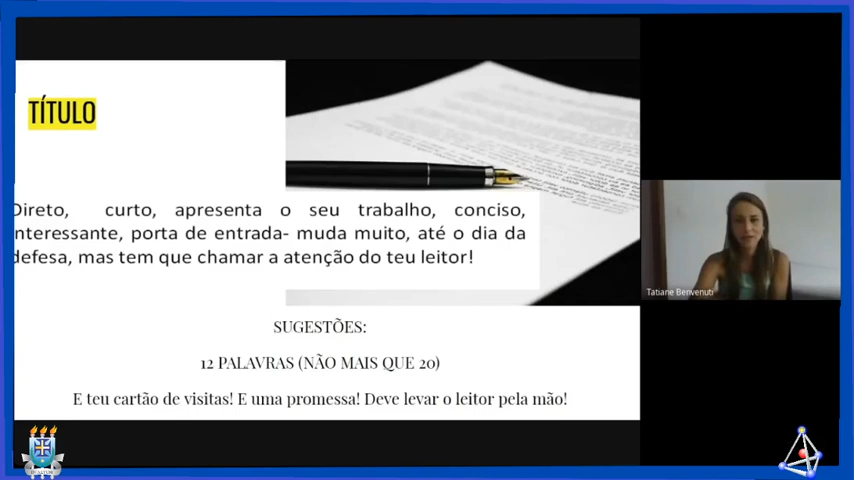 TÍTULO
Direto, curto, apresenta o seu trabalho, conciso,
interessante, porta de entrada- muda muito, até o dia da
defesa, mas tem que chamar a atenção do teu leitor!
SUGESTÕES:
12 PALAVRAS (NÃO MAIS QUE 20)
E teu cartão de visitas! E uma promessa! Deve levar o leitor pela mão!
Tatiane Benvenuti